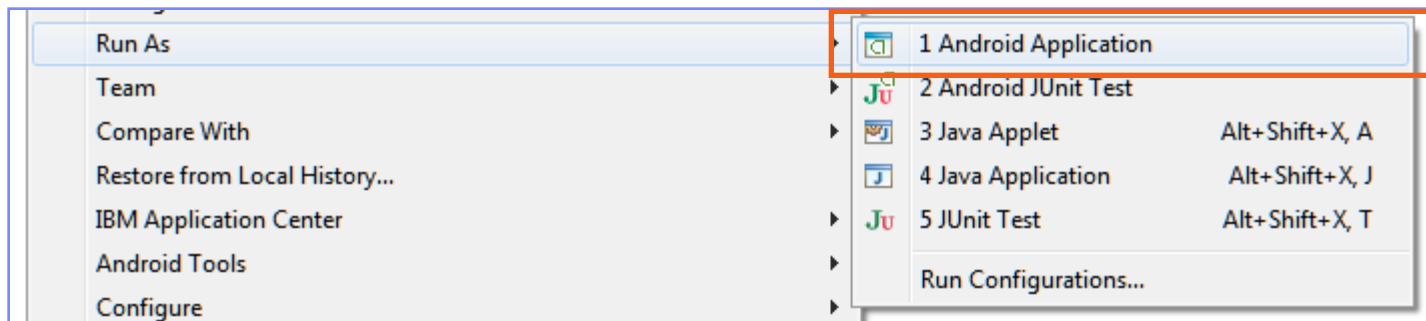 Run As
Team
Compare With
Restore from Local History...
IBM Application Center
Android Tools
Configure
1 Android Application
2 Android JUnit Test
3 Java Applet Alt+Shift+X, A
4 Java Application Alt+Shift+X, J
5 JUnit Test Alt+Shift+X, T
Run Configurations...